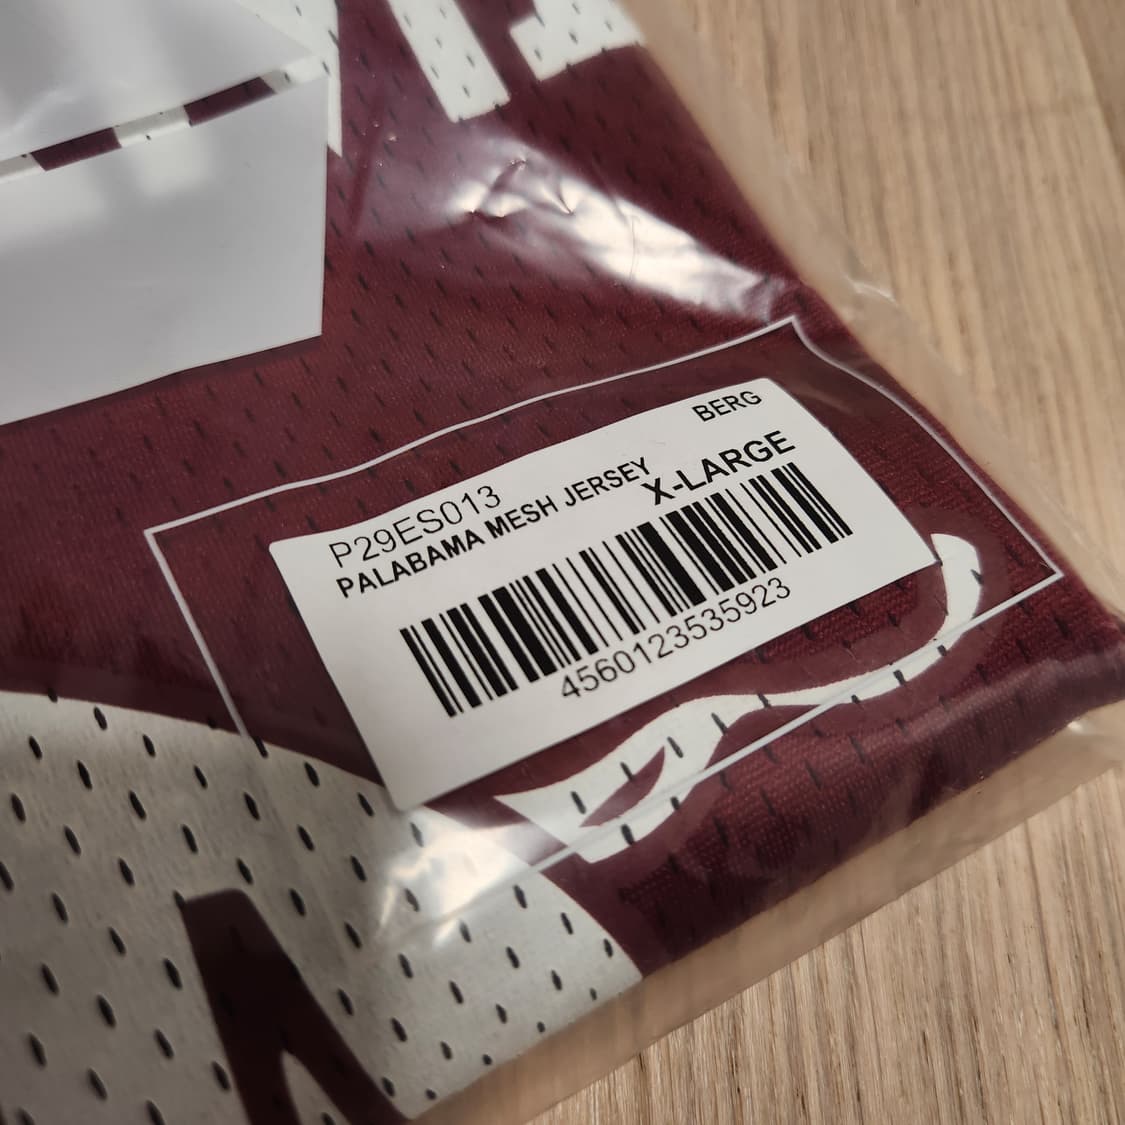 BERG
P29ES013
PALABAMA MESH JERSEY
X-LARGE
4560123535923